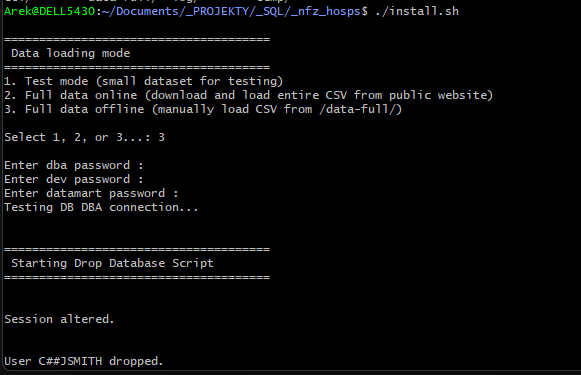 Arek@DELL5430:~/Documents/_PROJEKTY/_SQL/_nfz_hosps$ ./install.sh
======================================
Data loading mode
======================================
1. Test mode (small dataset for testing)
2. Full data online (download and load entire CSV from public website)
3. Full data offline (manually load CSV from /data-full/)
Select 1, 2, or 3...: 3
Enter dba password :
Enter dev password :
Enter datamart password :
Testing DB DBA connection...
======================================
Starting Drop Database Script
======================================
Session altered.
User C##JSMITH dropped.